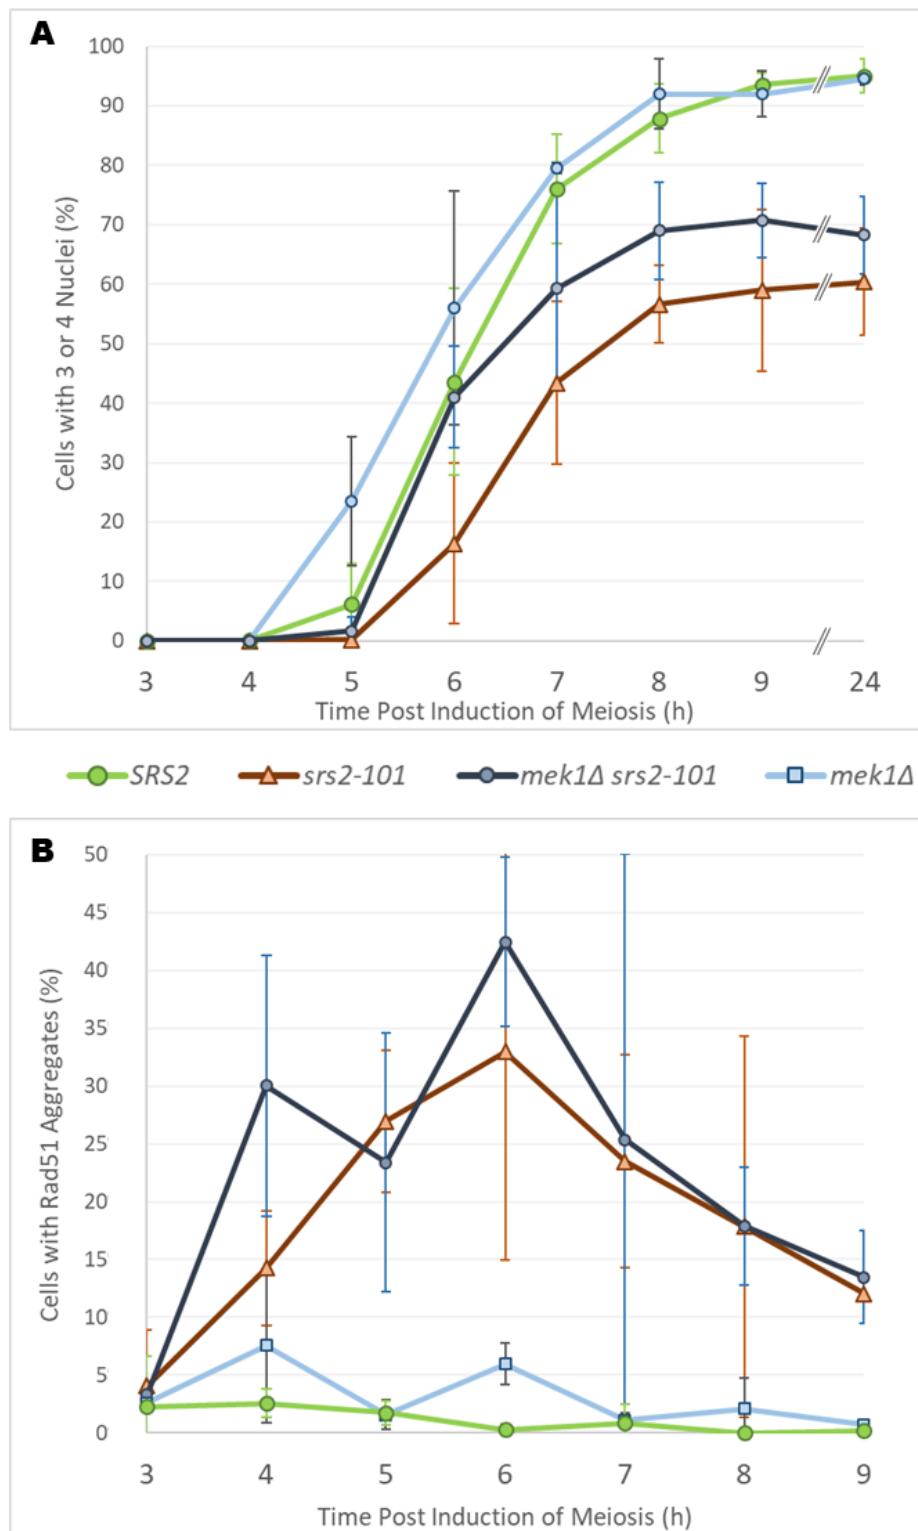 A
100
90
80
70
60
50
40
30
20
10
0
Cells with 3 or 4 Nuclei (%)
3 4 5 6 7 8 9 24
Time Post Induction of Meiosis (h)
SRS2 srs2-101 mek1Δ srs2-101 mek1Δ
B
50
45
40
35
30
25
20
15
10
5
0
Cells with Rad51 Aggregates (%)
3 4 5 6 7 8 9
Time Post Induction of Meiosis (h)